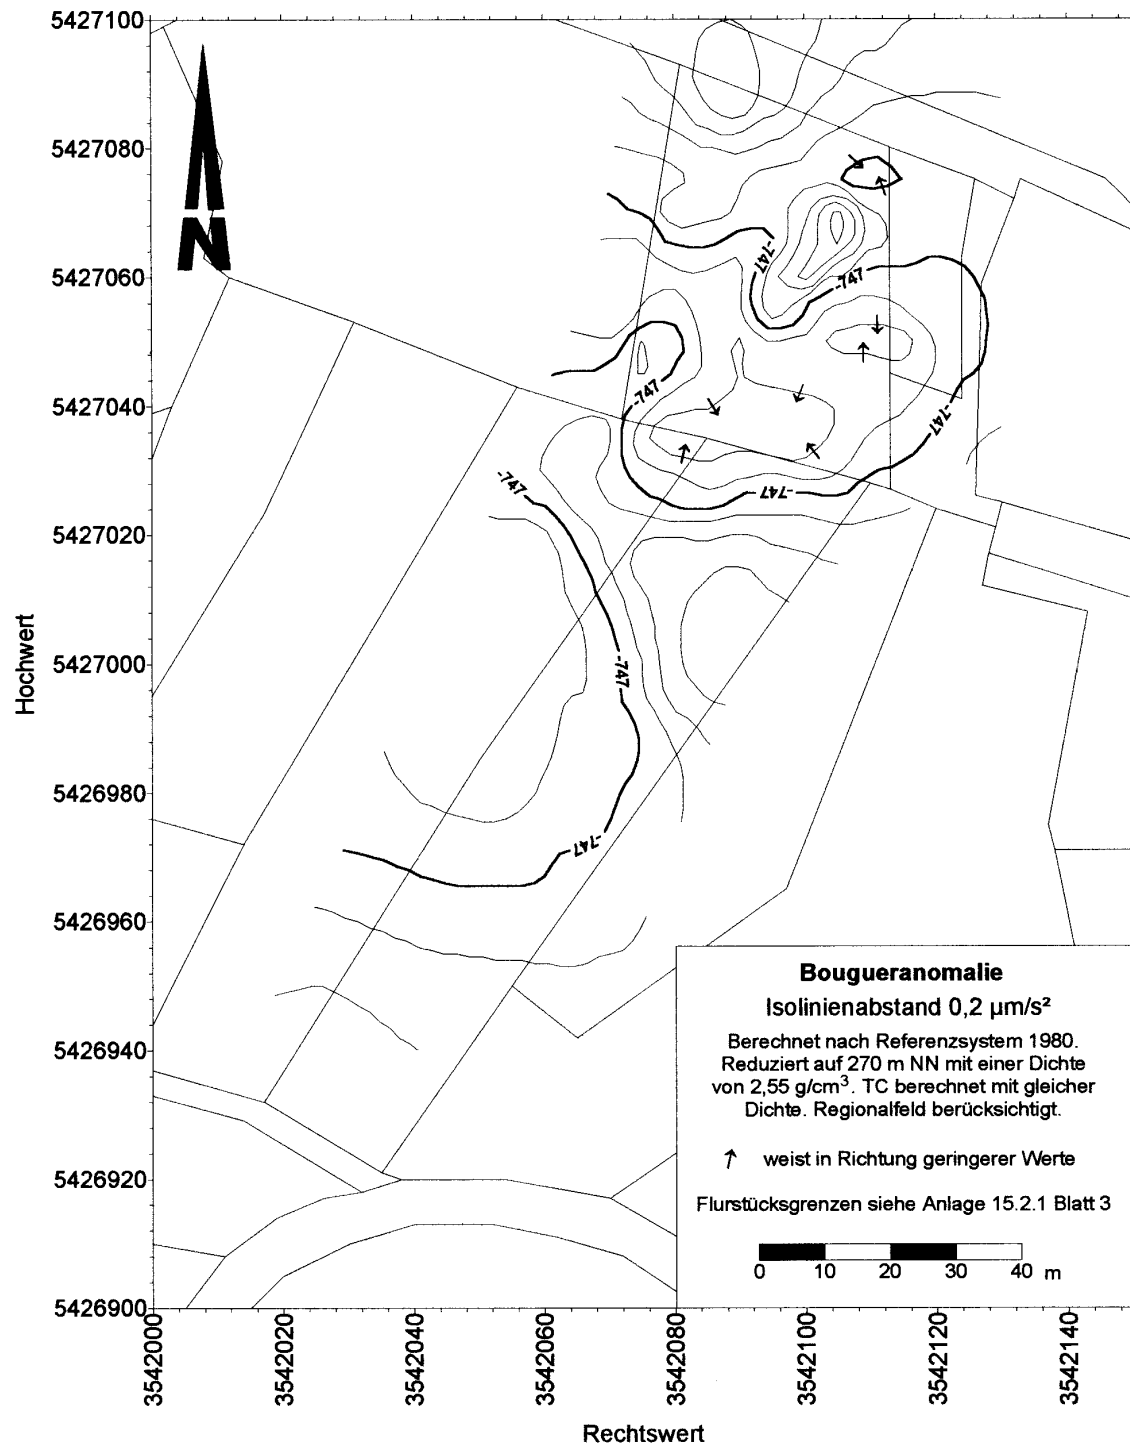 5427100
5427080
5427060
5427040
5427020
5427000
5426980
5426960
5426940
5426920
5426900
Hochwert
N
-747
-747
-747
-747
-747
-747
-747
-747
Bougueranomalie
Isolinienabstand 0,2 µm/s²
Berechnet nach Referenzsystem 1980.
Reduziert auf 270 m NN mit einer Dichte
von 2,55 g/cm³. TC berechnet mit gleicher
Dichte. Regionalfeld berücksichtigt.
↑ weist in Richtung geringerer Werte
Flurstücksgrenzen siehe Anlage 15.2.1 Blatt 3
0 10 20 30 40 m
3542000
3542020
3542040
3542060
3542080
3542100
3542120
3542140
Rechtswert